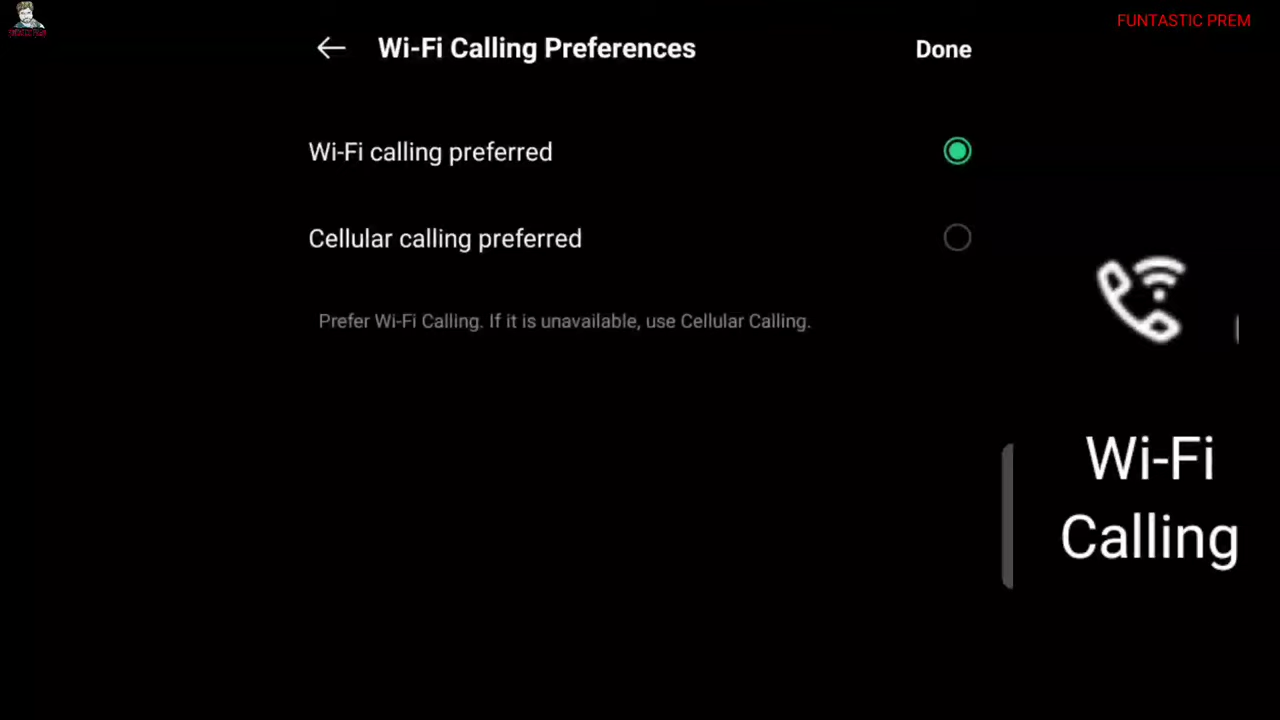 FUNTASTIC PREM
Wi-Fi Calling Preferences
Done
Wi-Fi calling preferred
Cellular calling preferred
Prefer Wi-Fi Calling. If it is unavailable, use Cellular Calling.
Wi-Fi
Calling